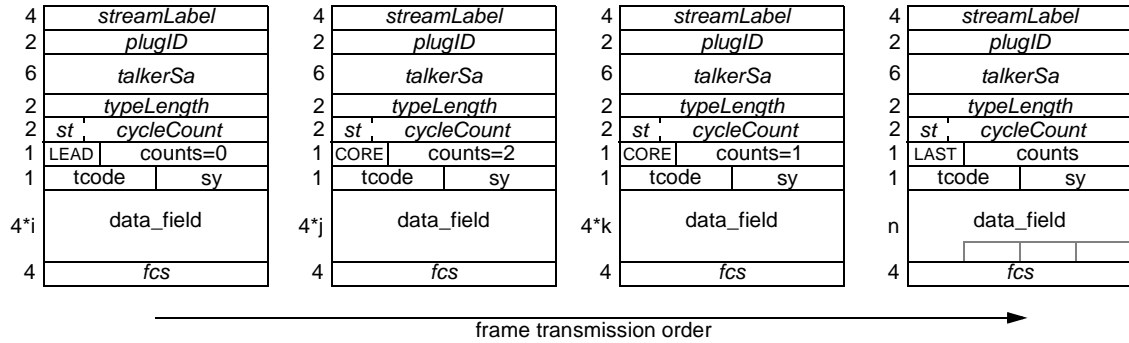 4 streamLabel 4 streamLabel 4 streamLabel 4 streamLabel
2 plugID 2 plugID 2 plugID 2 plugID
6 talkerSa 6 talkerSa 6 talkerSa 6 talkerSa
2 typeLength 2 typeLength 2 typeLength 2 typeLength
2 st cycleCount 2 st cycleCount 2 st cycleCount 2 st cycleCount
1 LEAD counts=0 1 CORE counts=2 1 CORE counts=1 1 LAST counts
1 tcode sy 1 tcode sy 1 tcode sy 1 tcode sy
4*i data_field 4*j data_field 4*k data_field n data_field
4 fcs 4 fcs 4 fcs 4 fcs
frame transmission order